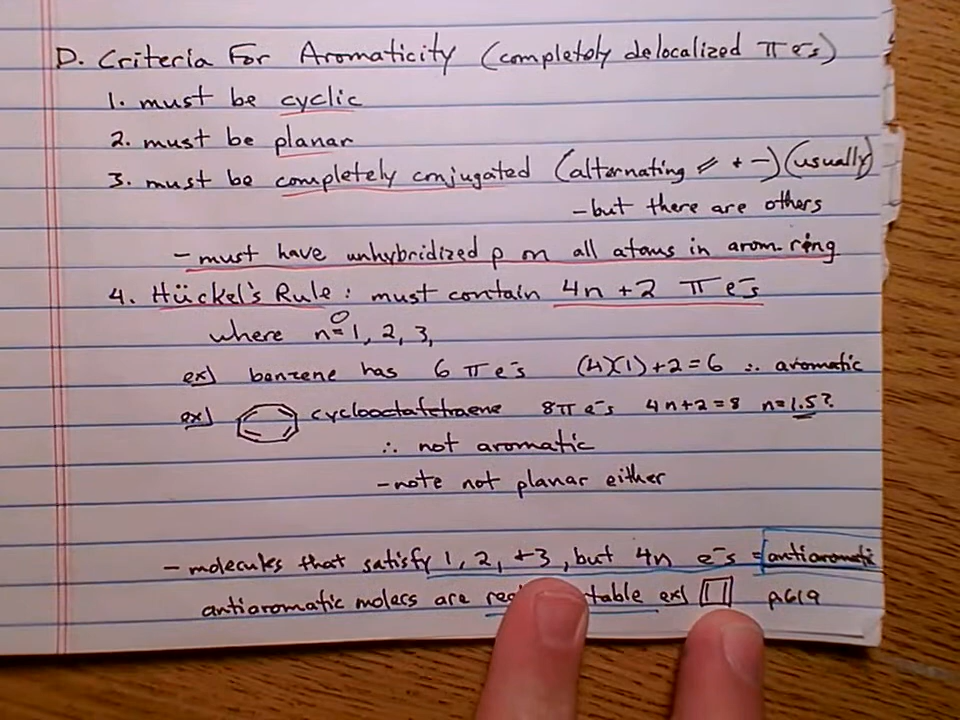 D. Criteria For Aromaticity (completely delocalized π e⁻s)
1. must be cyclic
2. must be planar
3. must be completely conjugated (alternating = + -) (usually)
- but there are others
- must have unhybridized p on all atoms in arom. ring
4. Hückel's Rule: must contain 4n+2 π e⁻s
where n=0, 1, 2, 3,
ex) benzene has 6 π e⁻s (4)(1)+2=6 ∴ aromatic
ex) cyclooctatetraene 8π e⁻s 4n+2=8 n=1.5?
∴ not aromatic
- note not planar either
- molecules that satisfy 1, 2, +3, but 4n e⁻s = antiaromatic
antiaromatic molecs are table ex) p.619